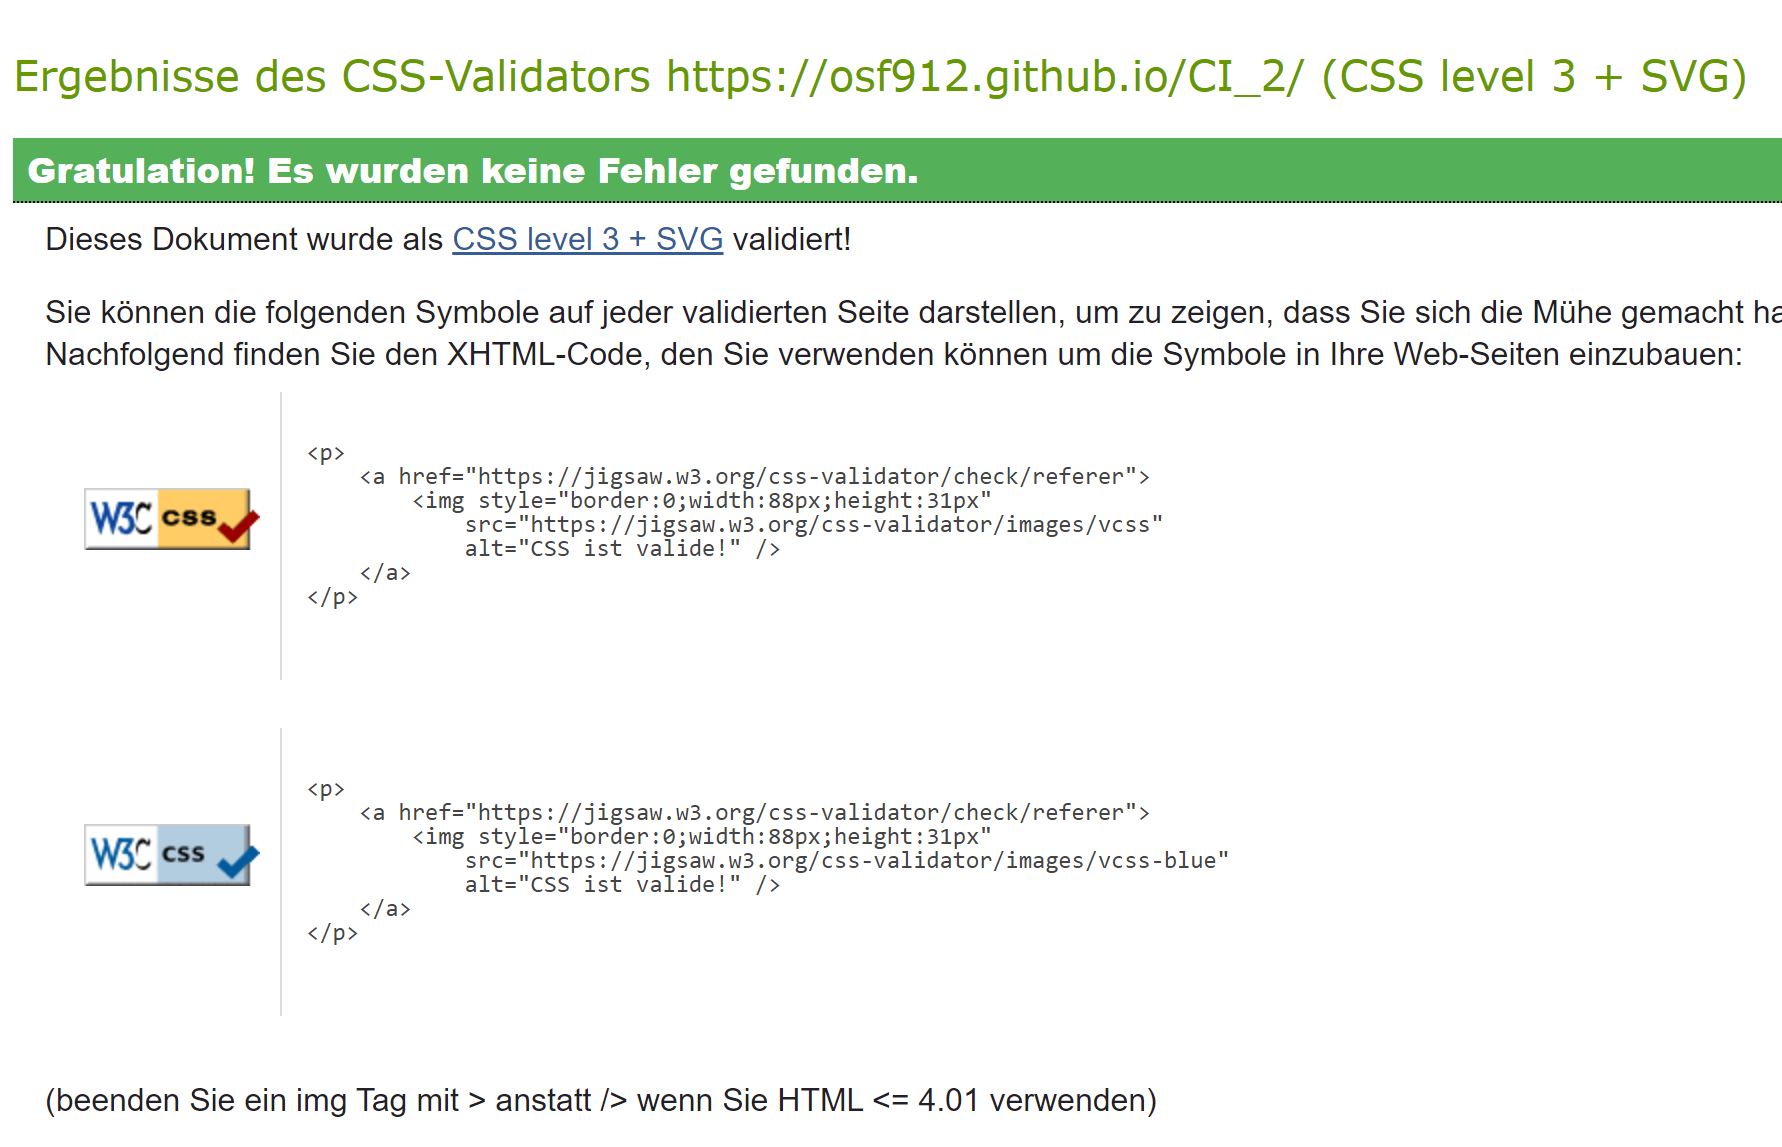 Ergebnisse des CSS-Validators https://osf912.github.io/CI_2/ (CSS level 3 + SVG)
Gratulation! Es wurden keine Fehler gefunden.
Dieses Dokument wurde als CSS level 3 + SVG validiert!
Sie können die folgenden Symbole auf jeder validierten Seite darstellen, um zu zeigen, dass Sie sich die Mühe gemacht
Nachfolgend finden Sie den XHTML-Code, den Sie verwenden können um die Symbole in Ihre Web-Seiten einzubauen:
<p>
<a href="https://jigsaw.w3.org/css-validator/check/referer">
<img style="border:0;width:88px;height:31px"
src="https://jigsaw.w3.org/css-validator/images/vcss"
alt="CSS ist valide!" />
</a>
</p>
W3C css
<p>
<a href="https://jigsaw.w3.org/css-validator/check/referer">
<img style="border:0;width:88px;height:31px"
src="https://jigsaw.w3.org/css-validator/images/vcss-blue"
alt="CSS ist valide!" />
</a>
</p>
W3C css
(beenden Sie ein img Tag mit > anstatt /> wenn Sie HTML <= 4.01 verwenden)